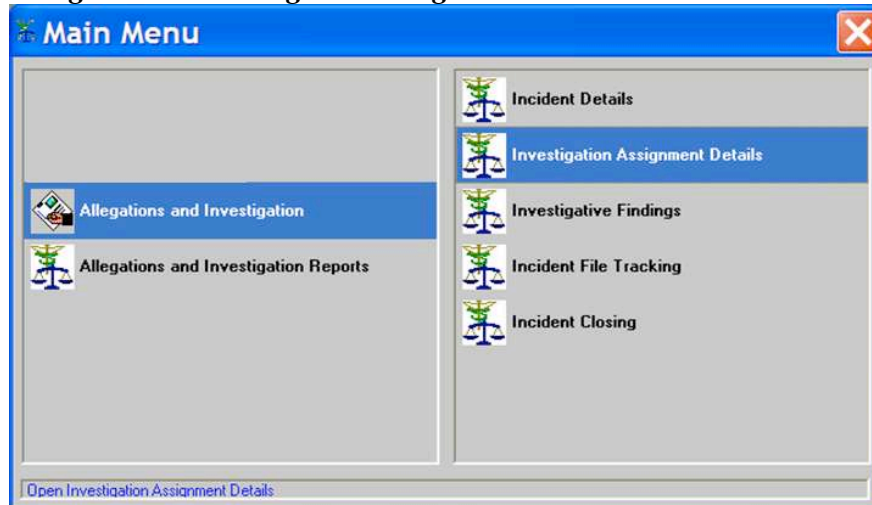 Main Menu
Allegations and Investigation
Allegations and Investigation Reports
Incident Details
Investigation Assignment Details
Investigative Findings
Incident File Tracking
Incident Closing
Open Investigation Assignment Details